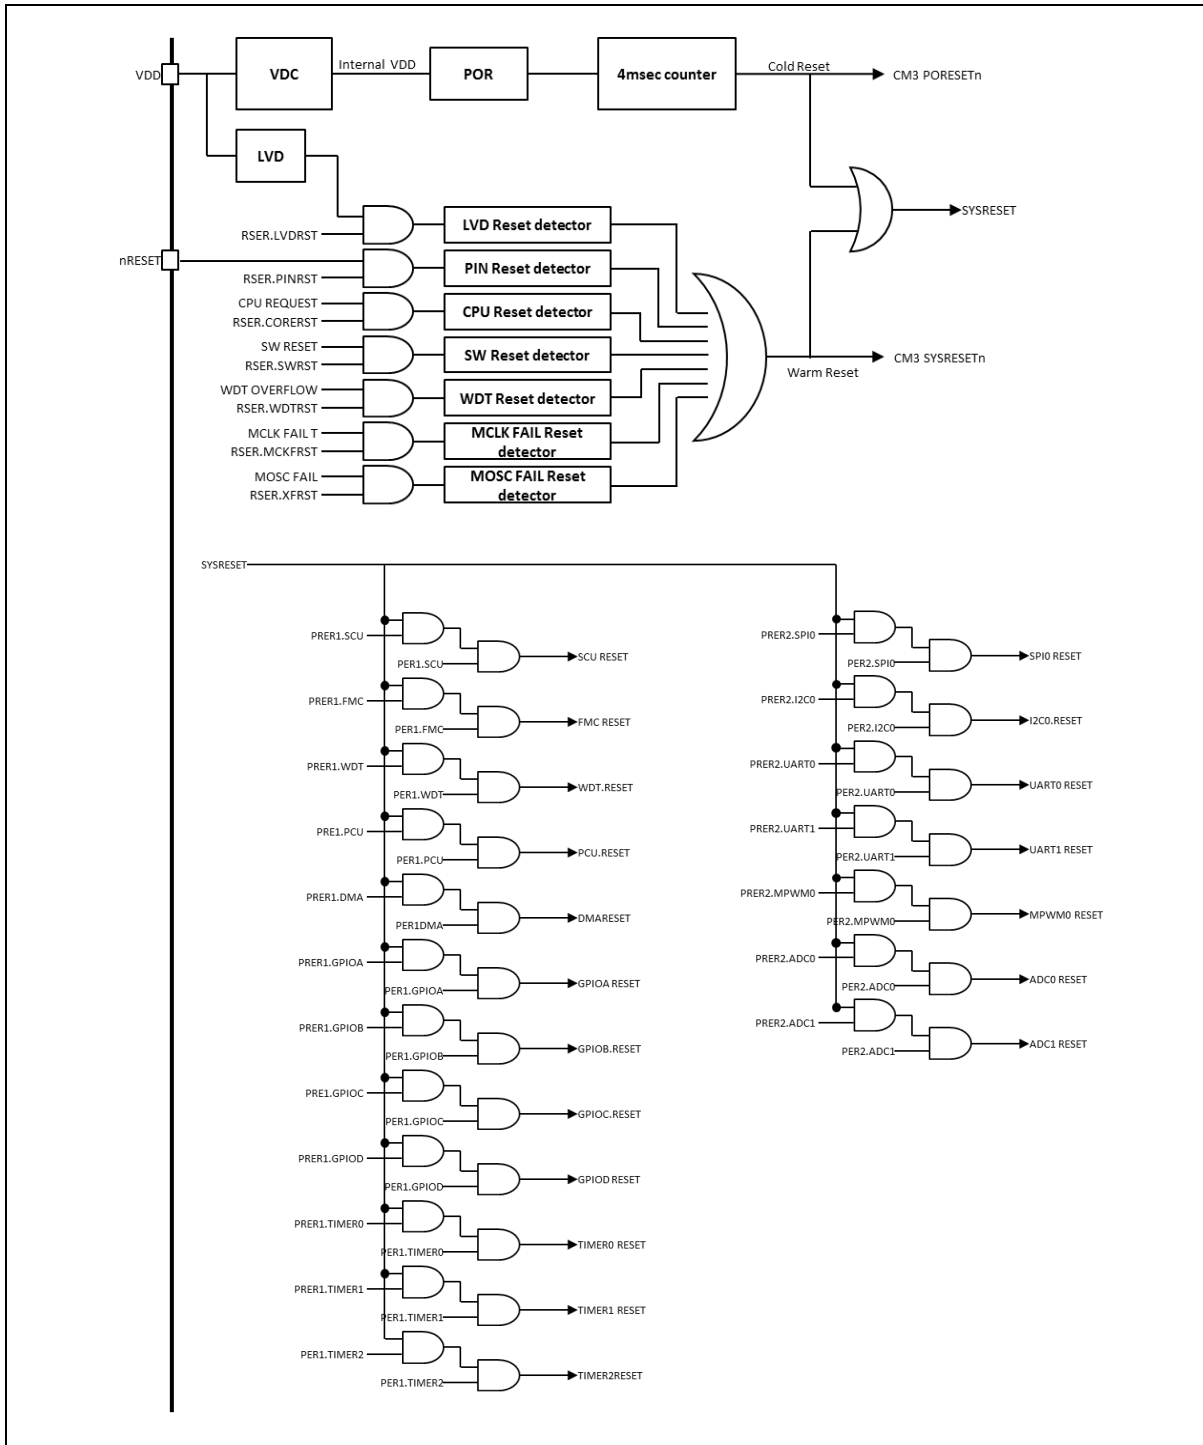 VDD
VDC
Internal VDD
POR
4msec counter
Cold Reset
CM3 PORESETn
LVD
SYSRESET
RSER.LVDRST
LVD Reset detector
nRESET
RSER.PINRST
PIN Reset detector
CPU REQUEST
RSER.CORERST
CPU Reset detector
SW RESET
RSER.SWRST
SW Reset detector
CM3 SYSRESETn
Warm Reset
WDT OVERFLOW
RSER.WDTRST
WDT Reset detector
MCLK FAIL T
RSER.MCKFRST
MCLK FAIL Reset
detector
MOSC FAIL
RSER.XFRST
MOSC FAIL Reset
detector
SYSRESET
PRER1.SCU
PER1.SCU
SCU RESET
PRER1.FMC
PER1.FMC
FMC RESET
PRER1.WDT
PER1.WDT
WDT.RESET
PRE1.PCU
PER1.PCU
PCU.RESET
PRER1.DMA
PER1DMA
DMARESET
PRER1.GPIOA
PER1.GPIOA
GPIOA RESET
PRER1.GPIOB
PER1.GPIOB
GPIOB.RESET
PRE1.GPIOC
PER1.GPIOC
GPIOC.RESET
PRER1.GPIOD
PER1.GPIOD
GPIOD RESET
PRER1.TIMER0
PER1.TIMER0
TIMER0 RESET
PRER1.TIMER1
PER1.TIMER1
TIMER1 RESET
PER1.TIMER2
PER1.TIMER2
TIMER2RESET
PRER2.SPI0
PER2.SPI0
SPI0 RESET
PRER2.I2C0
PER2.I2C0
I2C0.RESET
PRER2.UART0
PER2.UART0
UART0 RESET
PRER2.UART1
PER2.UART1
UART1 RESET
PRER2.MPWM0
PER2.MPWM0
MPWM0 RESET
PRER2.ADC0
PER2.ADC0
ADC0 RESET
PRER2.ADC1
PER2.ADC1
ADC1 RESET